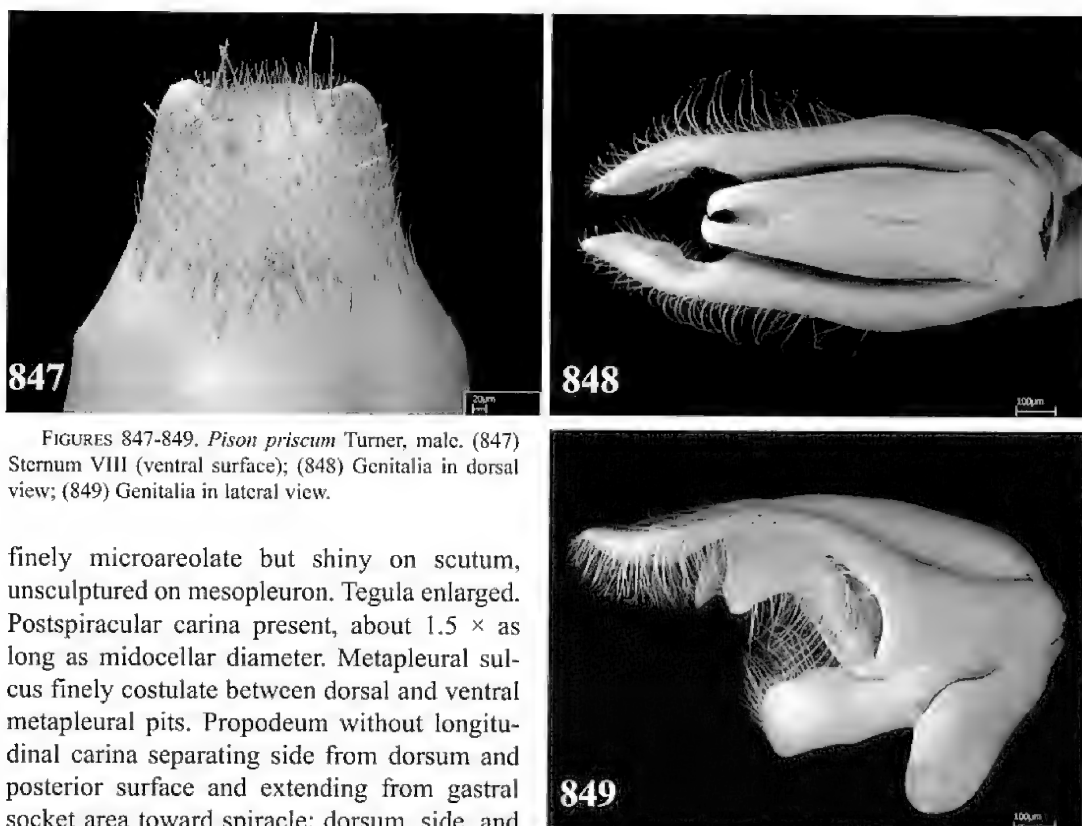 847
20µm
848
100µm
FIGURES 847-849. Pison priscum Turner, male. (847)
Sternum VIII (ventral surface); (848) Genitalia in dorsal
view; (849) Genitalia in lateral view.
finely microareolate but shiny on scutum,
unsculptured on mesopleuron. Tegula enlarged.
Postspiracular carina present, about 1.5 × as
long as midocellar diameter. Metapleural sul-
cus finely costulate between dorsal and ventral
metapleural pits. Propodeum without longitu-
dinal carina separating side from dorsum and
posterior surface and extending from gastral
socket area toward spiracle; dorsum, side, and
849
100µm